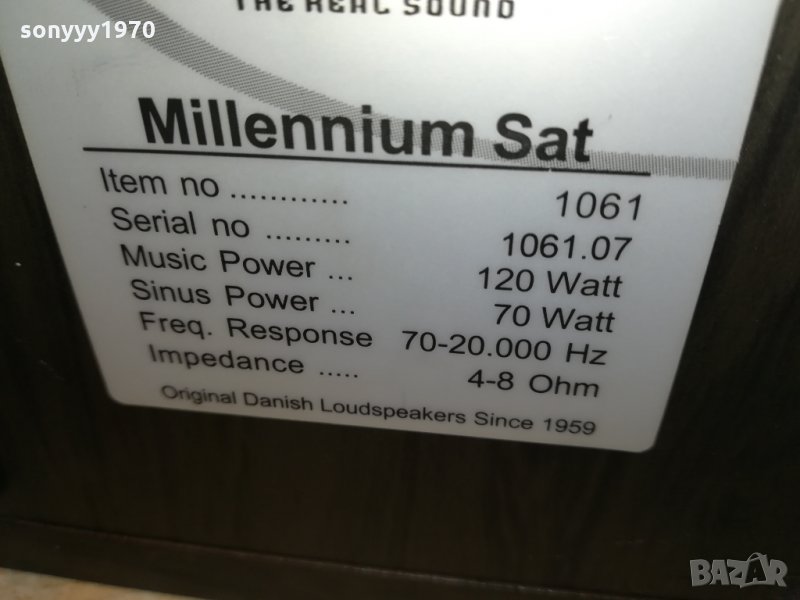 THE REAL SOUND
sonyyy1970
Millennium Sat
Item no ............ 1061
Serial no ......... 1061.07
Music Power ... 120 Watt
Sinus Power ... 70 Watt
Freq. Response 70-20.000 Hz
Impedance ..... 4-8 Ohm
Original Danish Loudspeakers Since 1959
BAZAR